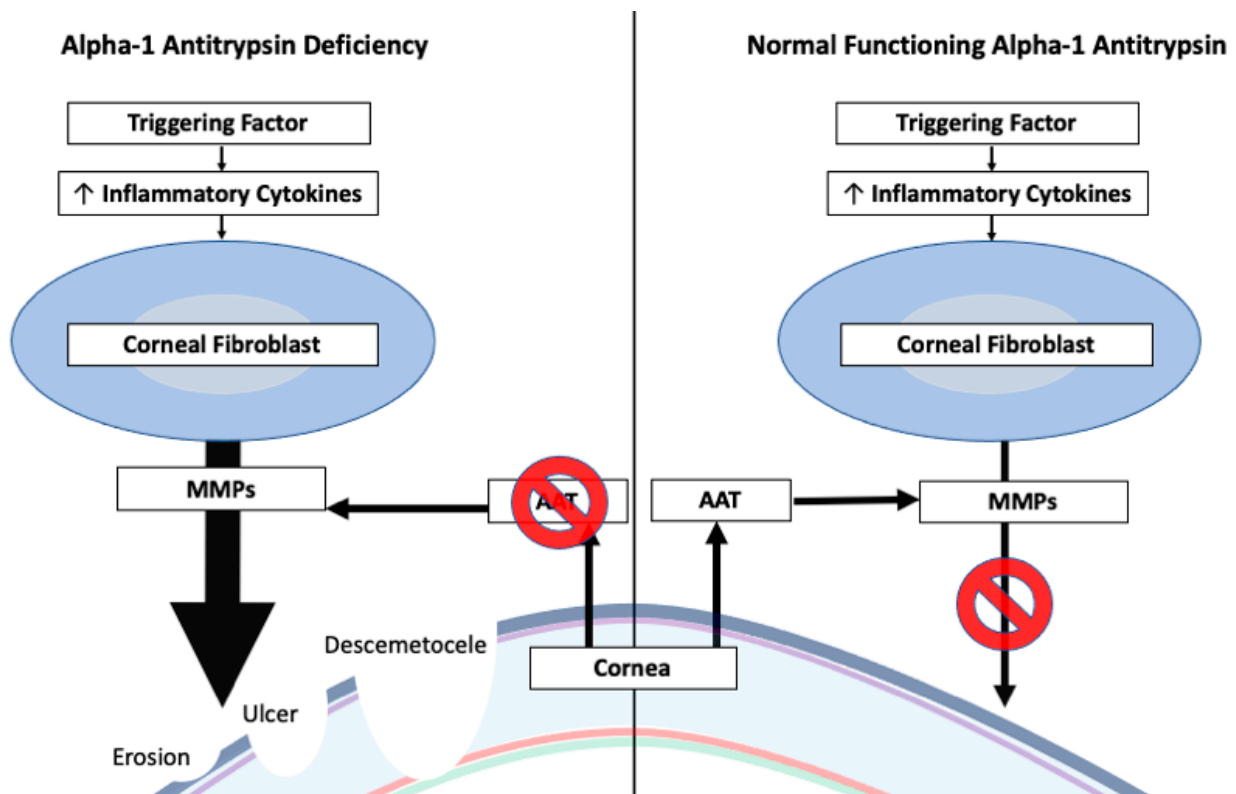 Alpha-1 Antitrypsin Deficiency
Triggering Factor
↑ Inflammatory Cytokines
Corneal Fibroblast
MMPs
AAT
Descemetocele
Ulcer
Erosion
Cornea
Normal Functioning Alpha-1 Antitrypsin
Triggering Factor
↑ Inflammatory Cytokines
Corneal Fibroblast
AAT
MMPs